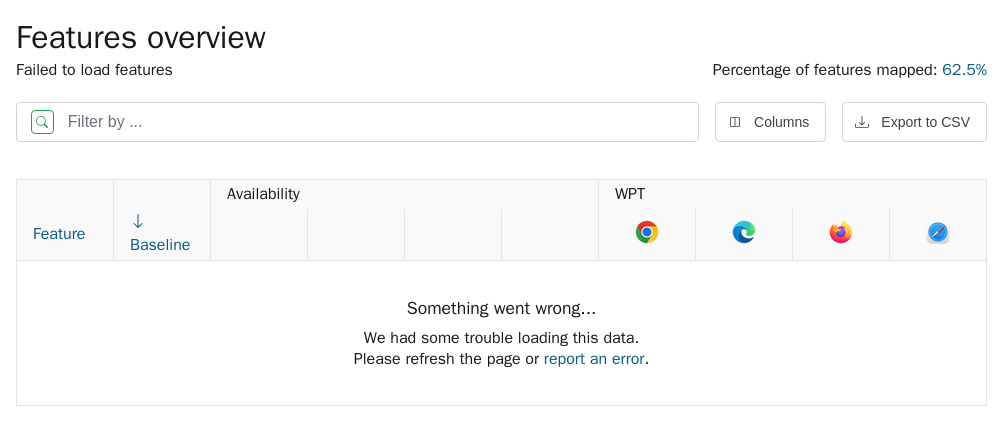 Features overview
Failed to load features
Percentage of features mapped: 62.5%
Filter by ...
Columns
Export to CSV
Availability
WPT
Feature
↓
Baseline
Something went wrong...
We had some trouble loading this data.
Please refresh the page or report an error.